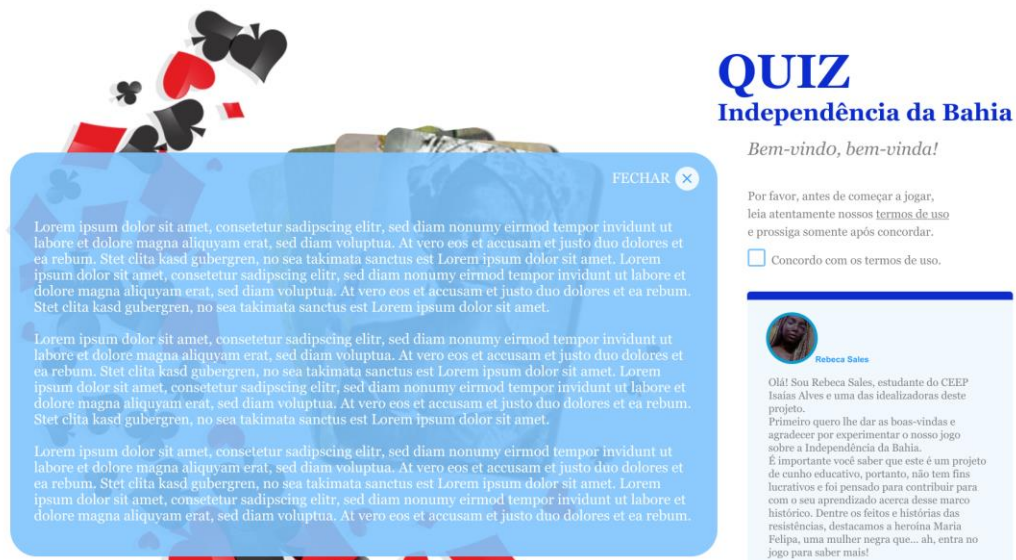 QUIZ
Independência da Bahia
Bem-vind0, bem-vinda!
Por favor, antes de começar a jogar,
leia atentamente nossos termos de uso
e prossiga somente após concordar.
Concordo com os termos de uso.
Rebeca Sales
Olá! Sou Rebeca Sales, estudante do CEEP
Isaías Alves e uma das idealizadoras deste
projeto.
Primeiro quero lhe dar as boas-vindas e
agradecer por experimentar o nosso jogo
sobre a Independência da Bahia.
É importante você saber que este é um projeto
de cunho educativo, portanto, não tem fins
lucrativos e foi pensado para contribuir para
com o seu aprendizado acerca desse marco
histórico. Dentre os feitos e histórias das
resistências, destacamos a heroína Maria
Felipa, uma mulher negra que... ah, entra no
jogo para saber mais!
FECHAR
Lorem ipsum dolor sit amet, consetetur sadipscing elitr, sed diam nonumy eirmod tempor invidunt ut
labore et dolore magna aliquyam erat, sed diam voluptua. At vero eos et accusam et justo duo dolores et
ea rebum. Stet clita kasd gubergren, no sea takimata sanctus est Lorem ipsum dolor sit amet. Lorem
ipsum dolor sit amet, consetetur sadipscing elitr, sed diam nonumy eirmod tempor invidunt ut labore et
dolore magna aliquyam erat, sed diam voluptua. At vero eos et accusam et justo duo dolores et ea rebum.
Stet clita kasd gubergren, no sea takimata sanctus est Lorem ipsum dolor sit amet.
Lorem ipsum dolor sit amet, consetetur sadipscing elitr, sed diam nonumy eirmod tempor invidunt ut
labore et dolore magna aliquyam erat, sed diam voluptua. At vero eos et accusam et justo duo dolores et
ea rebum. Stet clita kasd gubergren, no sea takimata sanctus est Lorem ipsum dolor sit amet. Lorem
ipsum dolor sit amet, consetetur sadipscing elitr, sed diam nonumy eirmod tempor invidunt ut labore et
dolore magna aliquyam erat, sed diam voluptua. At vero eos et accusam et justo duo dolores et ea rebum.
Stet clita kasd gubergren, no sea takimata sanctus est Lorem ipsum dolor sit amet.
Lorem ipsum dolor sit amet, consetetur sadipscing elitr, sed diam nonumy eirmod tempor invidunt ut
labore et dolore magna aliquyam erat, sed diam voluptua. At vero eos et accusam et justo duo dolores et
ea rebum. Stet clita kasd gubergren, no sea takimata sanctus est Lorem ipsum dolor sit amet. Lorem
ipsum dolor sit amet, consetetur sadipscing elitr, sed diam nonumy eirmod tempor invidunt ut labore et
dolore magna aliquyam erat, sed diam voluptua. At vero eos et accusam et justo duo dolores et ea rebum.